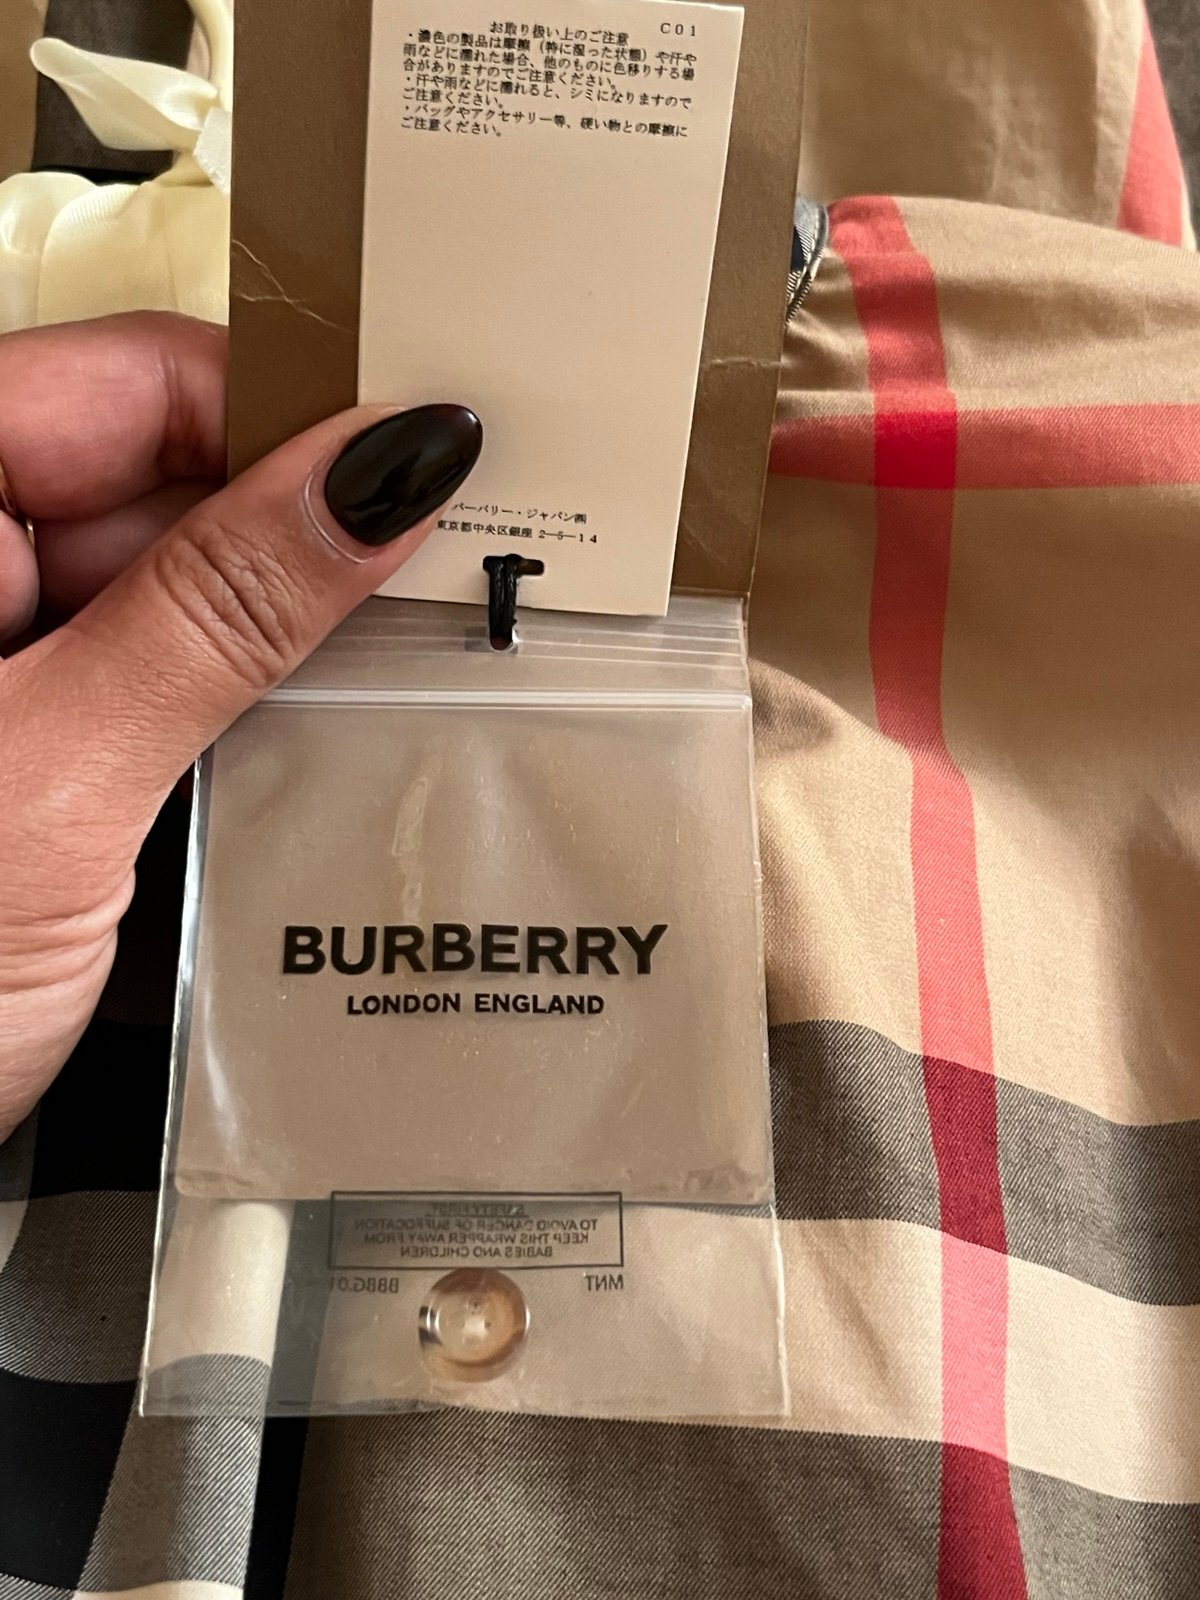 お取り扱い上のご注意
C01
・濃色の製品は摩擦（特に湿った状態）や汗や
雨などに濡れた場合、他のものに色移りする場
合がありますのでご注意ください。
・汗や雨などに濡れると、シミになりますので
ご注意ください。
・バッグやアクセサリー等、硬い物との摩擦に
ご注意ください。
バーバリー・ジャパン㈱
東京都中央区銀座 2-5-14
BURBERRY
LONDON ENGLAND
SAFETY FIRST
TO AVOID DANGER OF SUFFOCATION
KEEP THIS WRAPPER AWAY FROM
BABIES AND CHILDREN
MNT